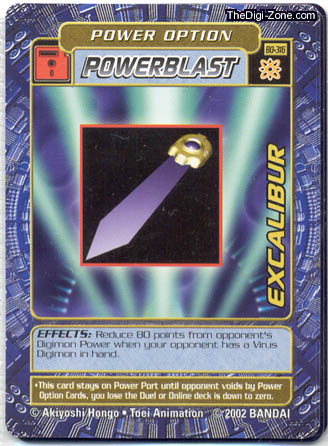 TheDigi-Zone.com
POWER OPTION
POWERBLAST
BO-316
0
EXCALIBUR
EFFECTS: Reduce 80 points from opponent's
Digimon Power when your opponent has a Virus
Digimon in hand.
•This card stays on Power Port until opponent voids by Power
Option Cards, you lose the Duel or Online deck is down to zero.
© Akiyoshi Hongo • Toei Animation © 2002 BANDAI